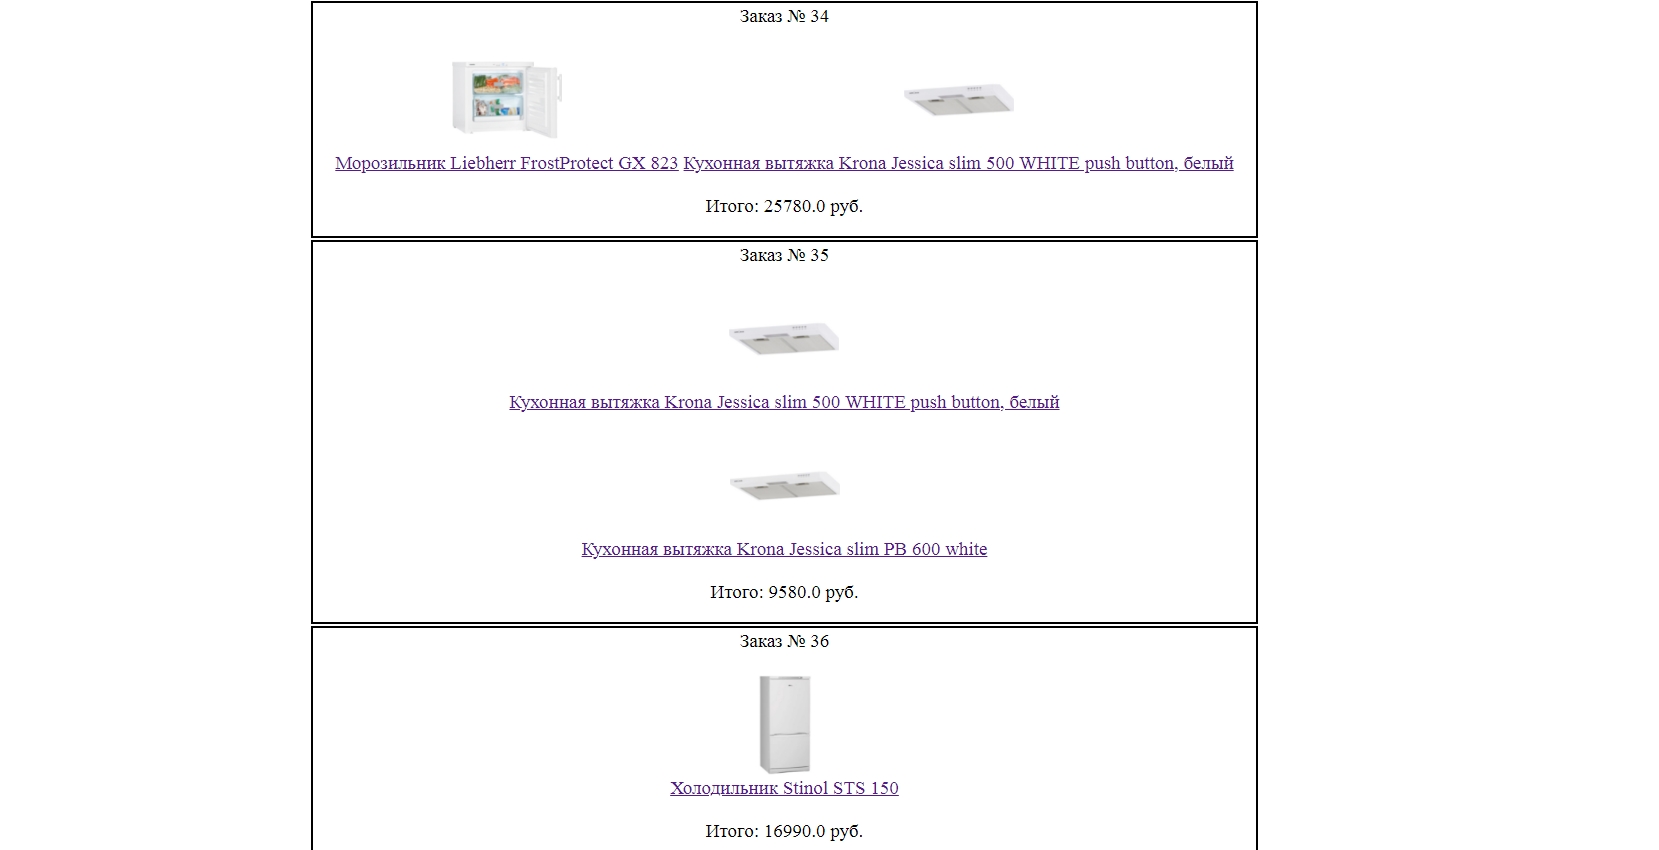 Заказ № 34
Морозильник Liebherr FrostProtect GX 823 Кухонная вытяжка Krona Jessica slim 500 WHITE push button, белый
Итого: 25780.0 руб.
Заказ № 35
Кухонная вытяжка Krona Jessica slim 500 WHITE push button, белый
Кухонная вытяжка Krona Jessica slim PB 600 white
Итого: 9580.0 руб.
Заказ № 36
Холодильник Stinol STS 150
Итого: 16990.0 руб.